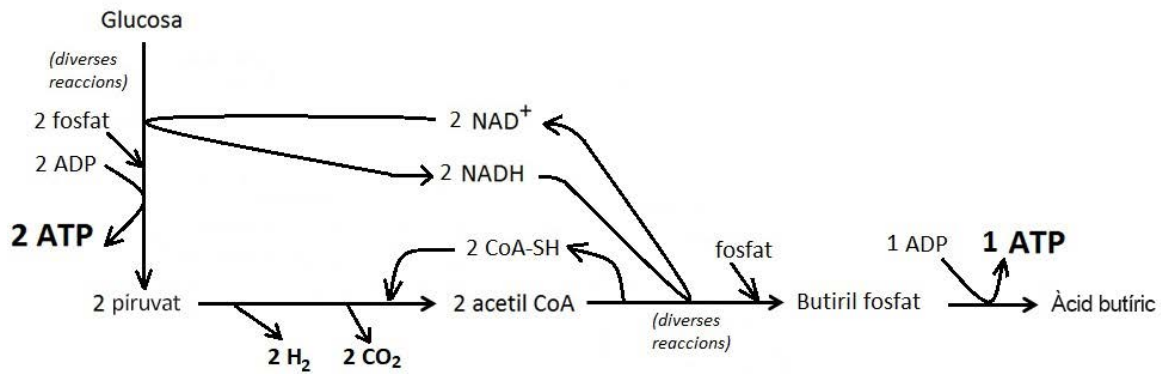 Glucosa
(diverses
reaccions)
2 fosfat
2 ADP
2 ATP
2 NAD+
2 NADH
2 CoA-SH
fosfat
1 ADP
1 ATP
2 piruvat
2 acetil CoA
Butiril fosfat
Àcid butíric
(diverses
reaccions)
2 H₂
2 CO₂